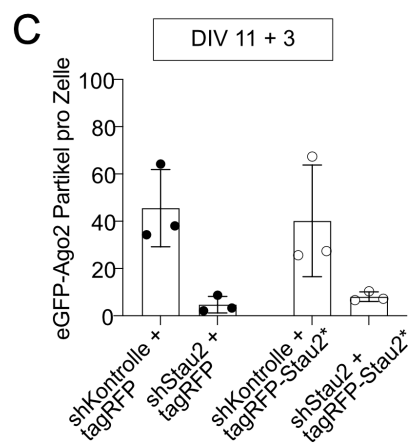 C
DIV 11 + 3
eGFP-Ago2 Partikel pro Zelle
100
80
60
40
20
0
shKontrolle +
tagRFP
shStau2 +
tagRFP
shKontrolle +
tagRFP-Stau2*
shStau2 +
tagRFP-Stau2*